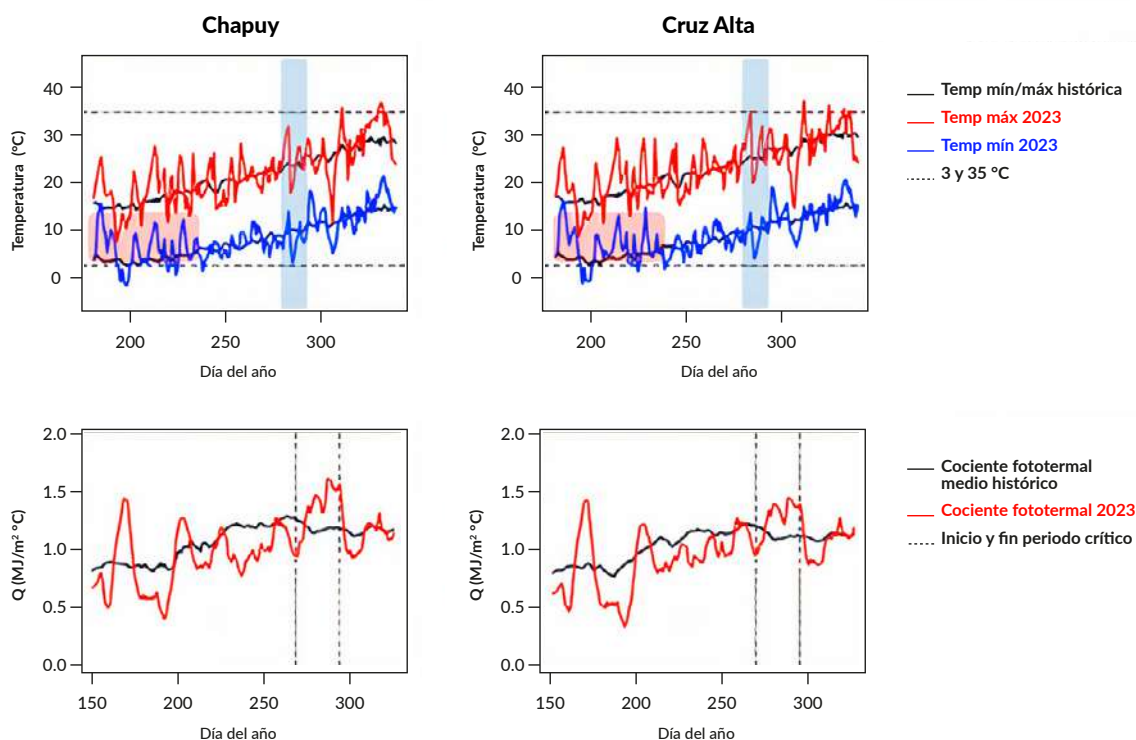 Chapuy
Cruz Alta
Temperatura (°C)
40
30
20
10
0
200
250
300
Día del año
Temperatura (°C)
40
30
20
10
0
200
250
300
Día del año
Temp mín/máx histórica
Temp máx 2023
Temp mín 2023
3 y 35 °C
Q (MJ/m² °C)
2.0
1.5
1.0
0.5
0.0
150
200
250
300
Día del año
Q (MJ/m² °C)
2.0
1.5
1.0
0.5
0.0
150
200
250
300
Día del año
Cociente fototermal
medio histórico
Cociente fototermal 2023
Inicio y fin periodo crítico